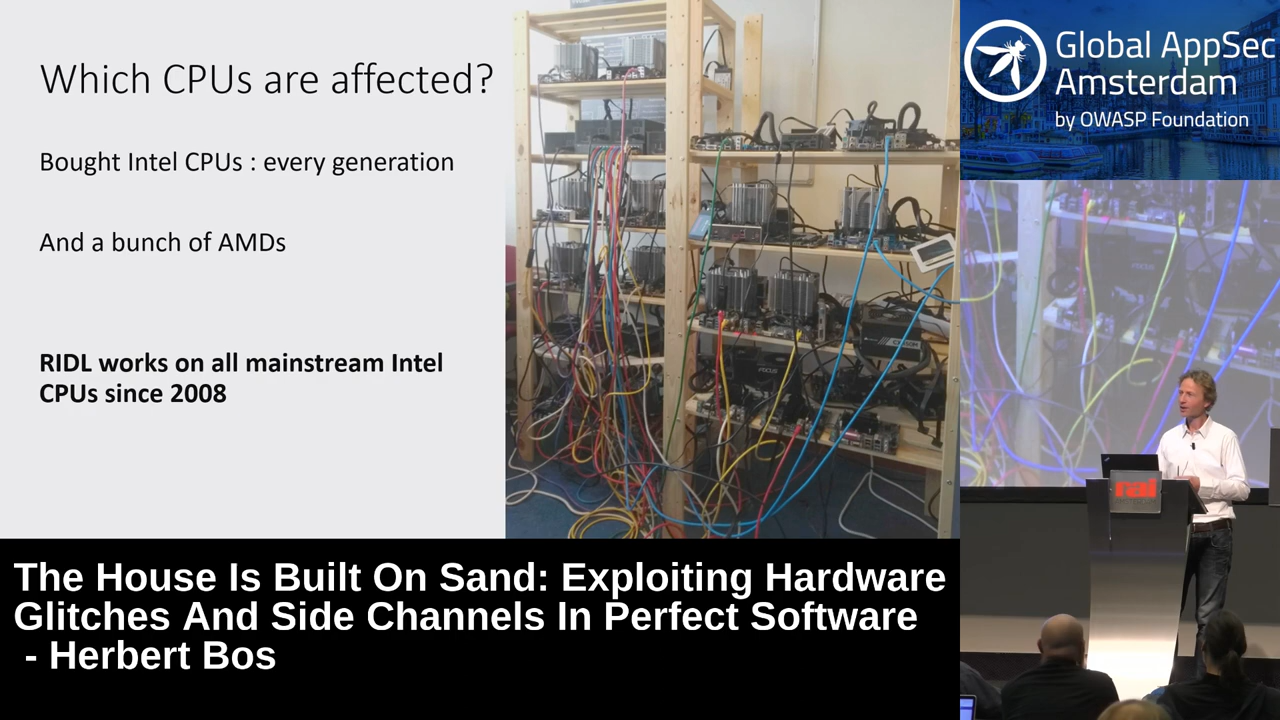 Which CPUs are affected?
Bought Intel CPUs : every generation
And a bunch of AMDs
RIDL works on all mainstream Intel
CPUs since 2008
Global AppSec
Amsterdam
by OWASP Foundation
FOCUS
rai
The House Is Built On Sand: Exploiting Hardware
Glitches And Side Channels In Perfect Software
- Herbert Bos